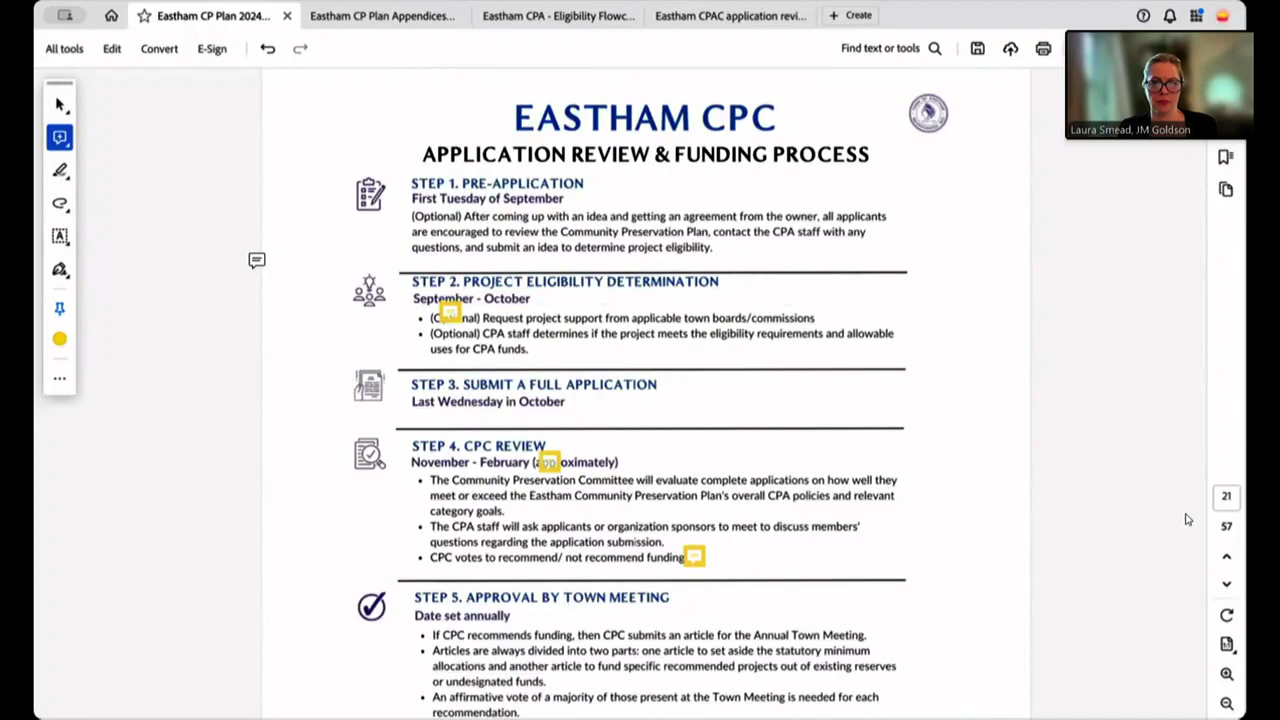 Eastham CP Plan 2024...
Eastham CP Plan Appendices...
Eastham CPA - Eligibility Flowc...
Eastham CPAC application revi...
+ Create
All tools
Edit
Convert
E-Sign
Find text or tools
Laura Smead, JM Goldson
EASTHAM CPC
APPLICATION REVIEW & FUNDING PROCESS
STEP 1. PRE-APPLICATION
First Tuesday of September
(Optional) After coming up with an idea and getting an agreement from the owner, all applicants
are encouraged to review the Community Preservation Plan, contact the CPA staff with any
questions, and submit an idea to determine project eligibility.
STEP 2. PROJECT ELIGIBILITY DETERMINATION
September - October
• Request project support from applicable town boards/commissions
• (Optional) CPA staff determines if the project meets the eligibility requirements and allowable
uses for CPA funds.
STEP 3. SUBMIT A FULL APPLICATION
Last Wednesday in October
STEP 4. CPC REVIEW
November - February (approximately)
• The Community Preservation Committee will evaluate complete applications on how well they
meet or exceed the Eastham Community Preservation Plan's overall CPA policies and relevant
category goals.
• The CPA staff will ask applicants or organization sponsors to meet to discuss members'
questions regarding the application submission.
• CPC votes to recommend/ not recommend funding
STEP 5. APPROVAL BY TOWN MEETING
Date set annually
• If CPC recommends funding, then CPC submits an article for the Annual Town Meeting.
• Articles are always divided into two parts: one article to set aside the statutory minimum
allocations and another article to fund specific recommended projects out of existing reserves
or undesignated funds.
• An affirmative vote of a majority of those present at the Town Meeting is needed for each
recommendation.
21
57